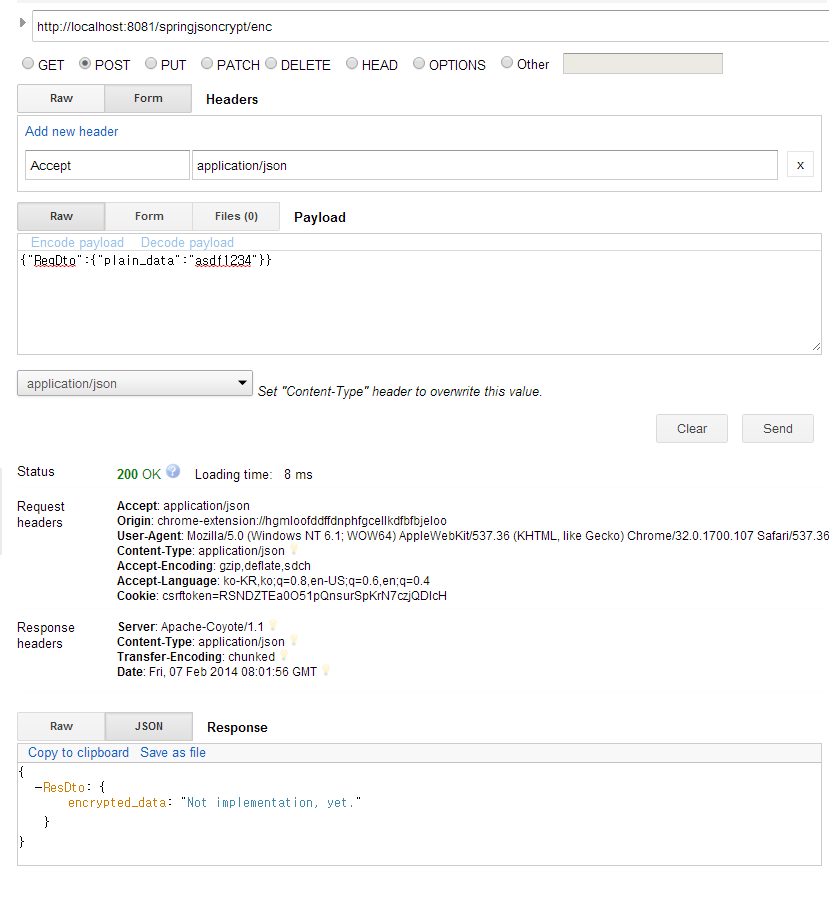 http://localhost:8081/springjsoncrypt/enc
GET POST PUT PATCH DELETE HEAD OPTIONS Other
Raw Form Headers
Add new header
Accept application/json x
Raw Form Files (0) Payload
Encode payload Decode payload
{"ReqDto":{"plain_data":"asdf1234"}}
application/json Set "Content-Type" header to overwrite this value.
Clear Send
Status 200 OK ? Loading time: 8 ms
Request headers
Accept: application/json
Origin: chrome-extension://hgmloofddffdnphfgcellkdfbfbjeloo
User-Agent: Mozilla/5.0 (Windows NT 6.1; WOW64) AppleWebKit/537.36 (KHTML, like Gecko) Chrome/32.0.1700.107 Safari/537.36
Content-Type: application/json
Accept-Encoding: gzip,deflate,sdch
Accept-Language: ko-KR,ko;q=0.8,en-US;q=0.6,en;q=0.4
Cookie: csrftoken=RSNDZTEa0O51pQnsurSpKrN7czjQDIcH
Response headers
Server: Apache-Coyote/1.1
Content-Type: application/json
Transfer-Encoding: chunked
Date: Fri, 07 Feb 2014 08:01:56 GMT
Raw JSON Response
Copy to clipboard Save as file
{
-ResDto: {
encrypted_data: "Not implementation, yet."
}
}